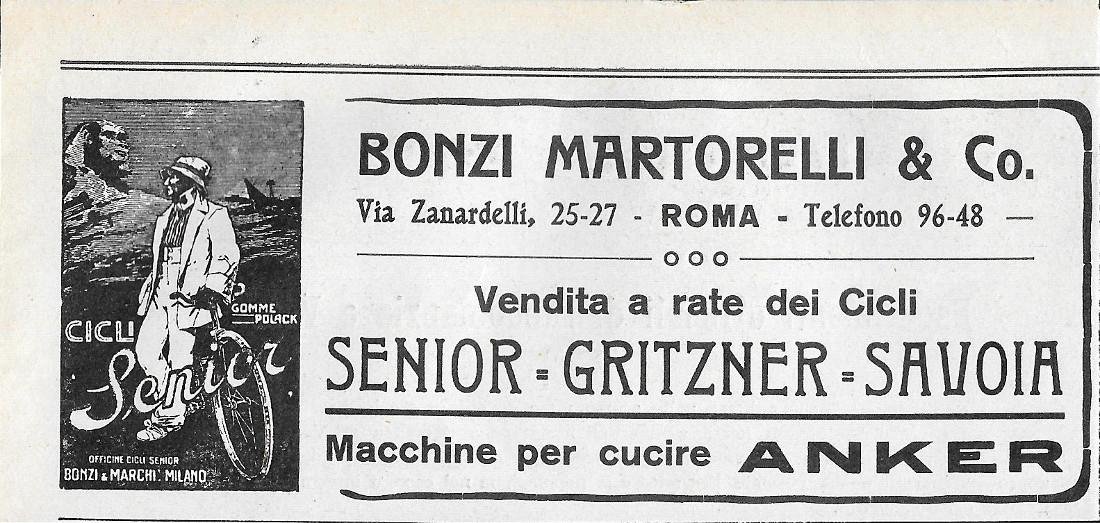 CICLI
Senior
GOMME
POLACK
OFFICINE CICLI SENIOR
BONZI & MARCHI. MILANO
BONZI MARTORELLI & Co.
Via Zanardelli, 25-27 - ROMA - Telefono 96-48 —
Vendita a rate dei Cicli
SENIOR = GRITZNER = SAVOIA
Macchine per cucire ANKER